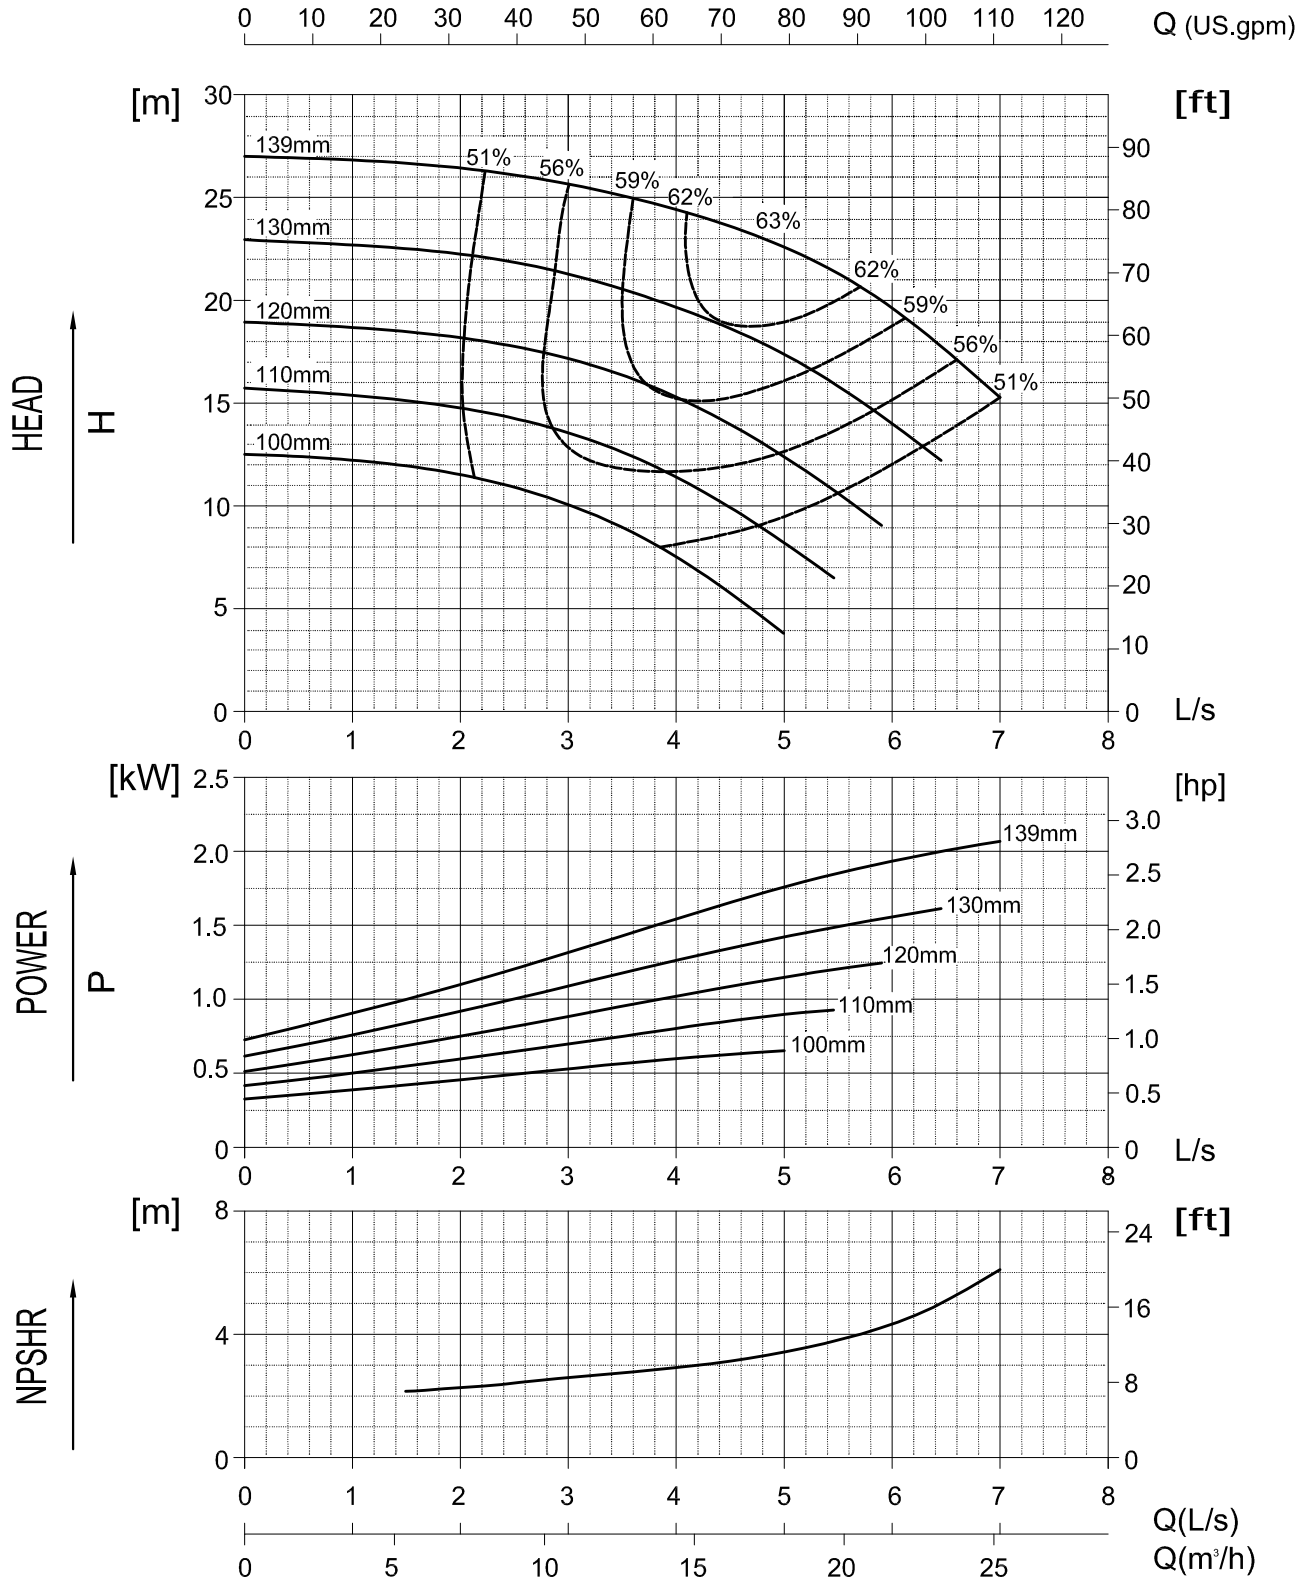 0 10 20 30 40 50 60 70 80 90 100 110 120 Q (US.gpm)
[m] 30 [ft]
90
139mm
51% 56% 59% 62%
25 80
130mm 63%
70
62%
20
120mm 59%
60
56%
110mm 51%
HEAD H 15 50
100mm
40
10
30
20
5
10
0 0 L/s
0 1 2 3 4 5 6 7 8
[kW] 2.5 [hp]
3.0
139mm
2.0
2.5
130mm
1.5 2.0
120mm
POWER P
1.5
1.0
110mm
1.0
100mm
0.5
0.5
0 0 L/s
0 1 2 3 4 5 6 7 8
[m] 8 [ft]
24
16
4
NPSHR
8
0 0
0 1 2 3 4 5 6 7 8
Q(L/s)
0 5 10 15 20 25 Q(m³/h)